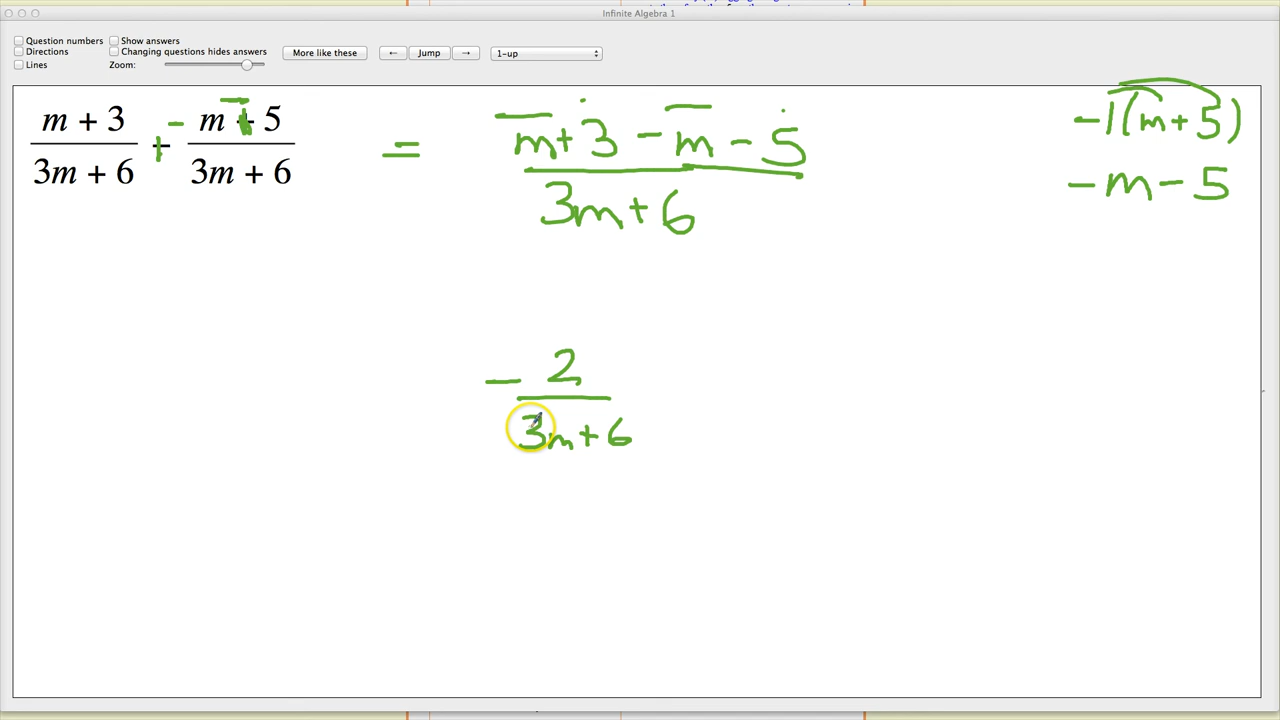 Infinite Algebra 1
Question numbers Show answers
Directions Changing questions hides answers
Lines Zoom:
More like these ← Jump → 1-up
m + 3 / 3m + 6 + - m + 5 / 3m + 6 = m + 3 - m - 5 / 3m + 6
-1(m + 5)
-m - 5
- 2 / 3m + 6